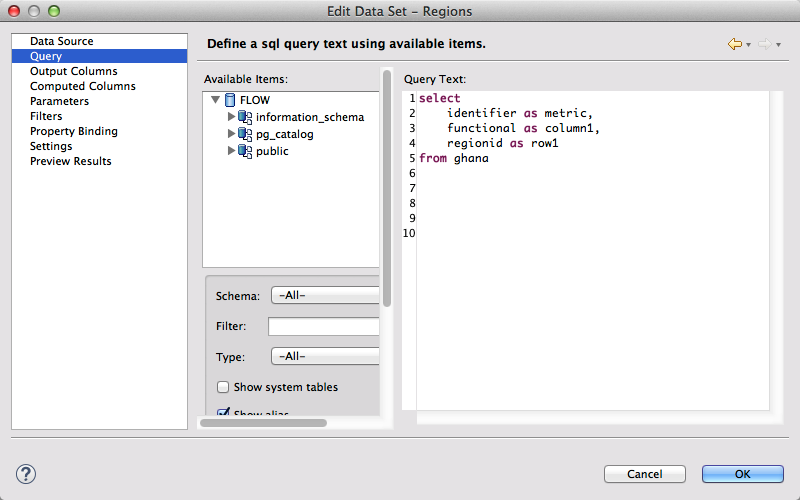 Edit Data Set - Regions
Data Source
Query
Output Columns
Computed Columns
Parameters
Filters
Property Binding
Settings
Preview Results
Define a sql query text using available items.
Available Items:
FLOW
information_schema
pg_catalog
public
Schema: -All-
Filter:
Type: -All-
Show system tables
Show alias
Query Text:
1 select
2 identifier as metric,
3 functional as column1,
4 regionid as row1
5 from ghana
6
7
8
9
10
?
Cancel
OK